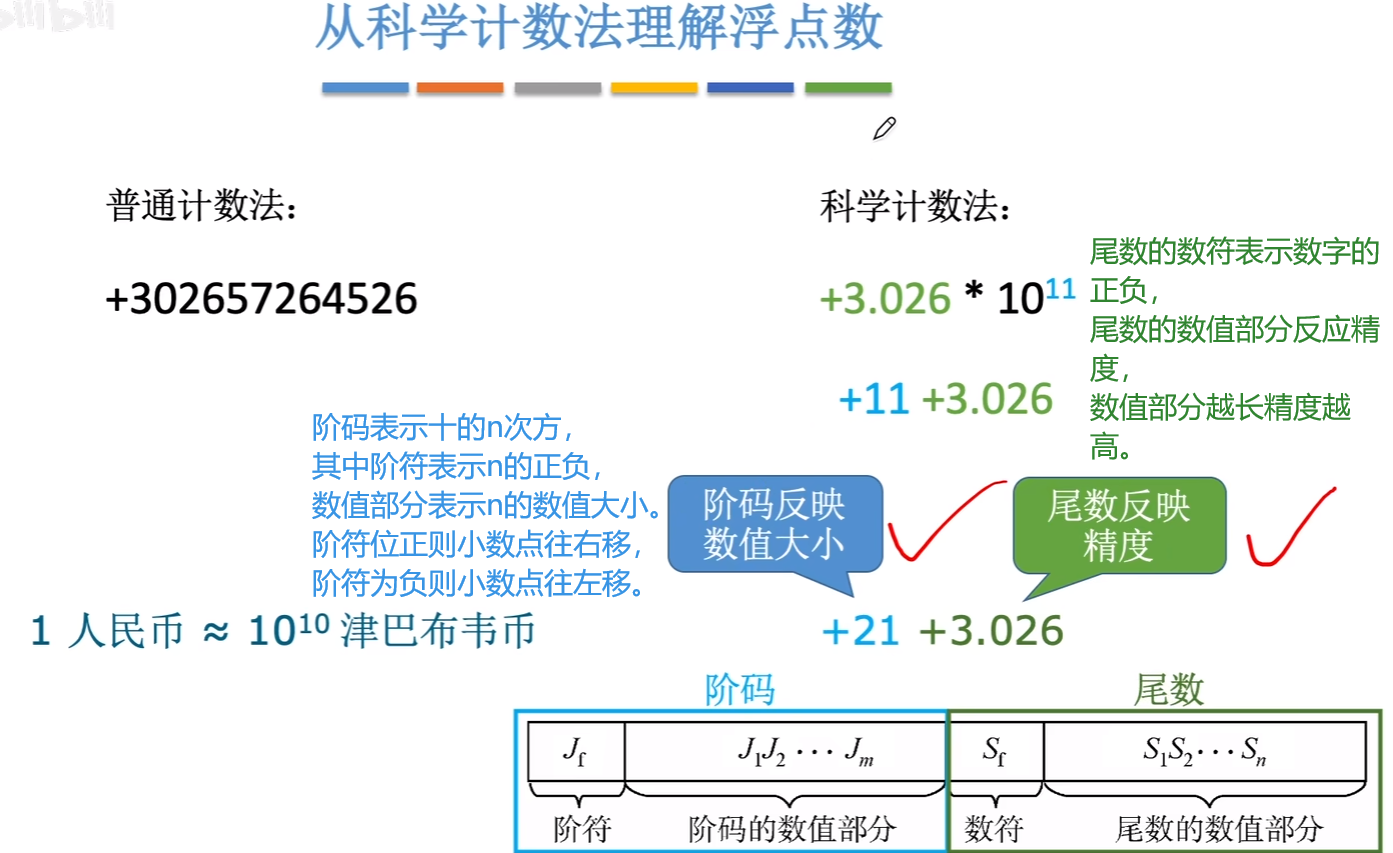 bilibili
从科学计数法理解浮点数
普通计数法：
科学计数法：
+302657264526
+3.026 * 10¹¹
尾数的数符表示数字的
正负，
尾数的数值部分反应精
度，
数值部分越长精度越
高。
+11 +3.026
阶码表示十的n次方，
其中阶符表示n的正负，
数值部分表示n的数值大小。
阶符位正则小数点往右移，
阶符为负则小数点往左移。
阶码反映
数值大小
尾数反映
精度
1 人民币 ≈ 10¹⁰ 津巴布韦币
+21 +3.026
阶码
尾数
J_f J₁J₂ ··· J_m S_f S₁S₂ ··· S_n
阶符 阶码的数值部分 数符 尾数的数值部分